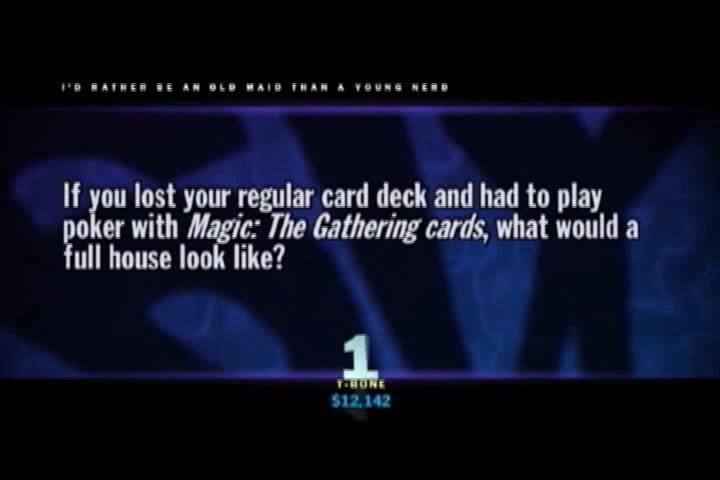 I'D RATHER BE AN OLD MAID THAN A YOUNG NERD
If you lost your regular card deck and had to play
poker with Magic: The Gathering cards, what would a
full house look like?
1
T-BONE
$12,142